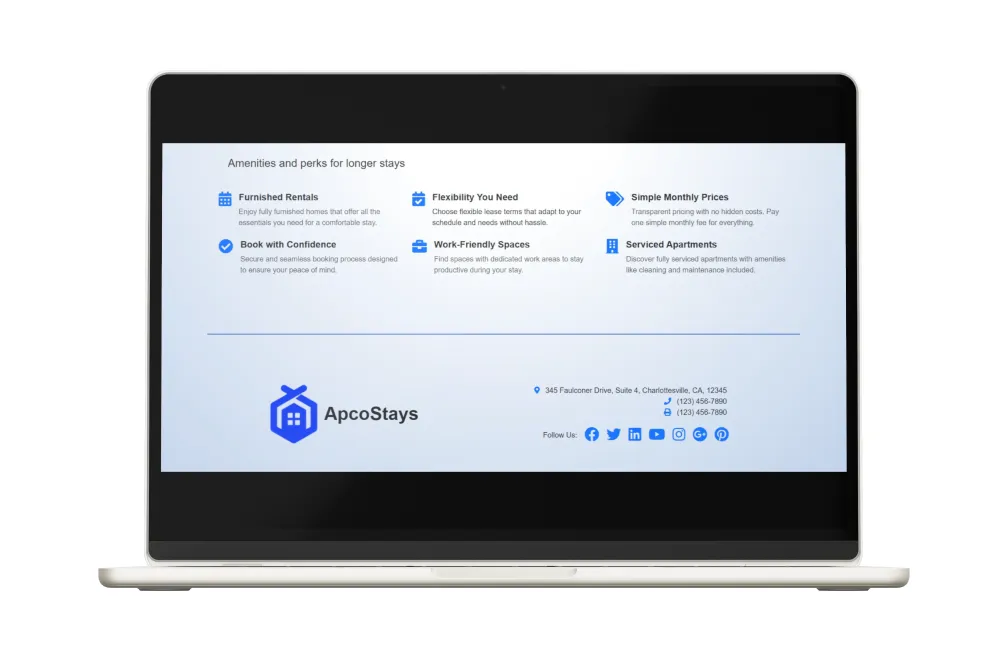 Amenities and perks for longer stays
Furnished Rentals
Enjoy fully furnished homes that offer all the
essentials you need for a comfortable stay.
Flexibility You Need
Choose flexible lease terms that adapt to your
schedule and needs without hassle.
Simple Monthly Prices
Transparent pricing with no hidden costs. Pay
one simple monthly fee for everything.
Book with Confidence
Secure and seamless booking process designed
to ensure your peace of mind.
Work-Friendly Spaces
Find spaces with dedicated work areas to stay
productive during your stay.
Serviced Apartments
Discover fully serviced apartments with amenities
like cleaning and maintenance included.
ApcoStays
345 Faulconer Drive, Suite 4, Charlottesville, CA, 12345
(123) 456-7890
(123) 456-7890
Follow Us: